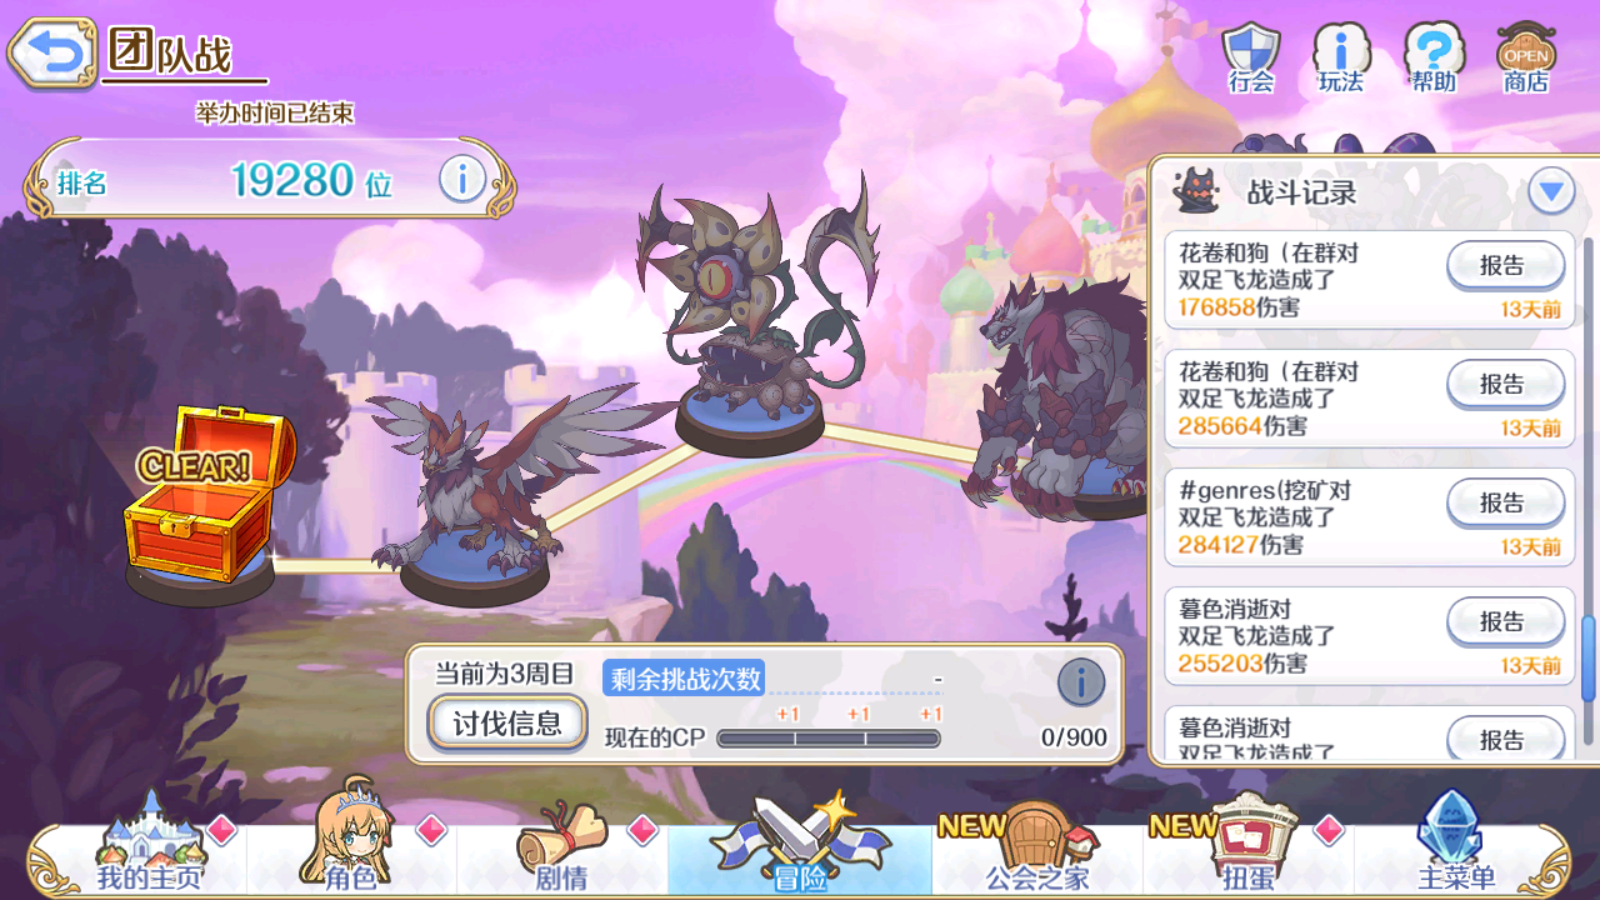 团队战
行会
玩法
帮助
OPEN
商店
举办时间已结束
排名
19280 位
战斗记录
花卷和狗（在群对
双足飞龙造成了
176858伤害
报告
13天前
花卷和狗（在群对
双足飞龙造成了
285664伤害
报告
13天前
#genres(挖矿对
双足飞龙造成了
284127伤害
报告
13天前
暮色消逝对
双足飞龙造成了
255203伤害
报告
13天前
暮色消逝对
双足飞龙造成了
报告
CLEAR!
当前为3周目
剩余挑战次数
-
讨伐信息
+1
+1
+1
现在的CP
0/900
我的主页
角色
剧情
冒险
NEW
公会之家
NEW
扭蛋
主菜单